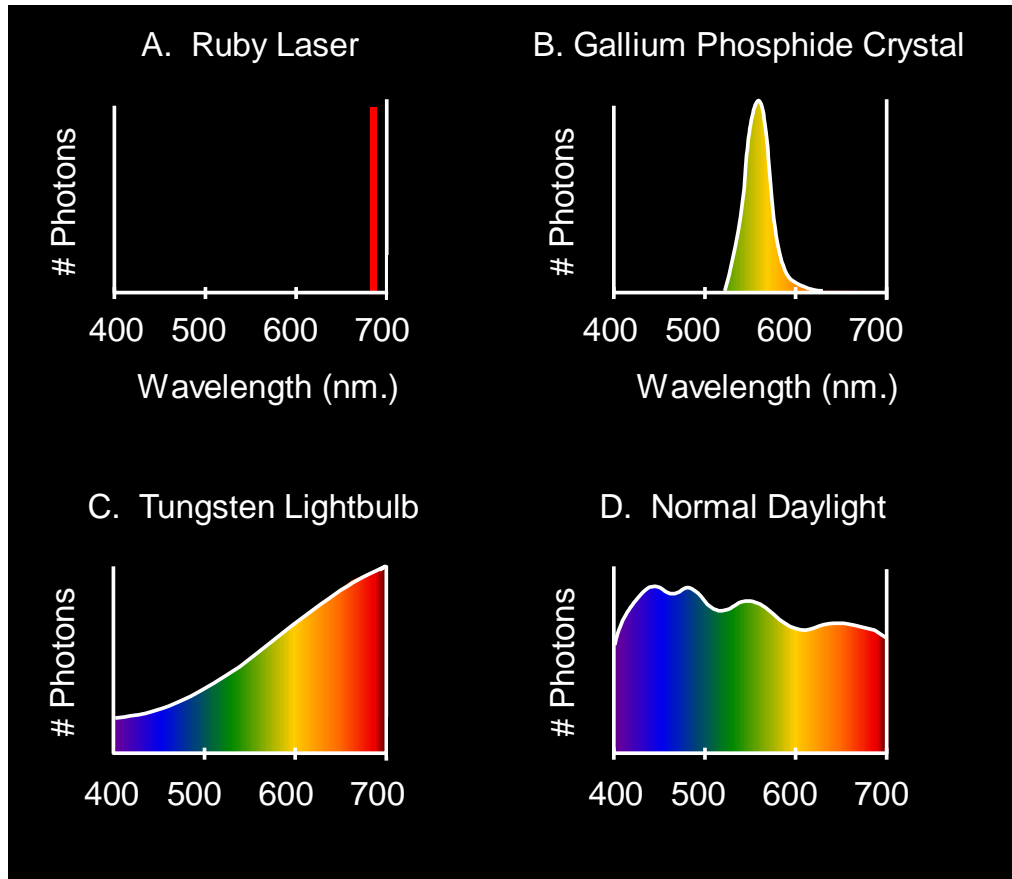 A. Ruby Laser
# Photons
400 500 600 700
Wavelength (nm.)
B. Gallium Phosphide Crystal
# Photons
400 500 600 700
Wavelength (nm.)
C. Tungsten Lightbulb
# Photons
400 500 600 700
D. Normal Daylight
# Photons
400 500 600 700